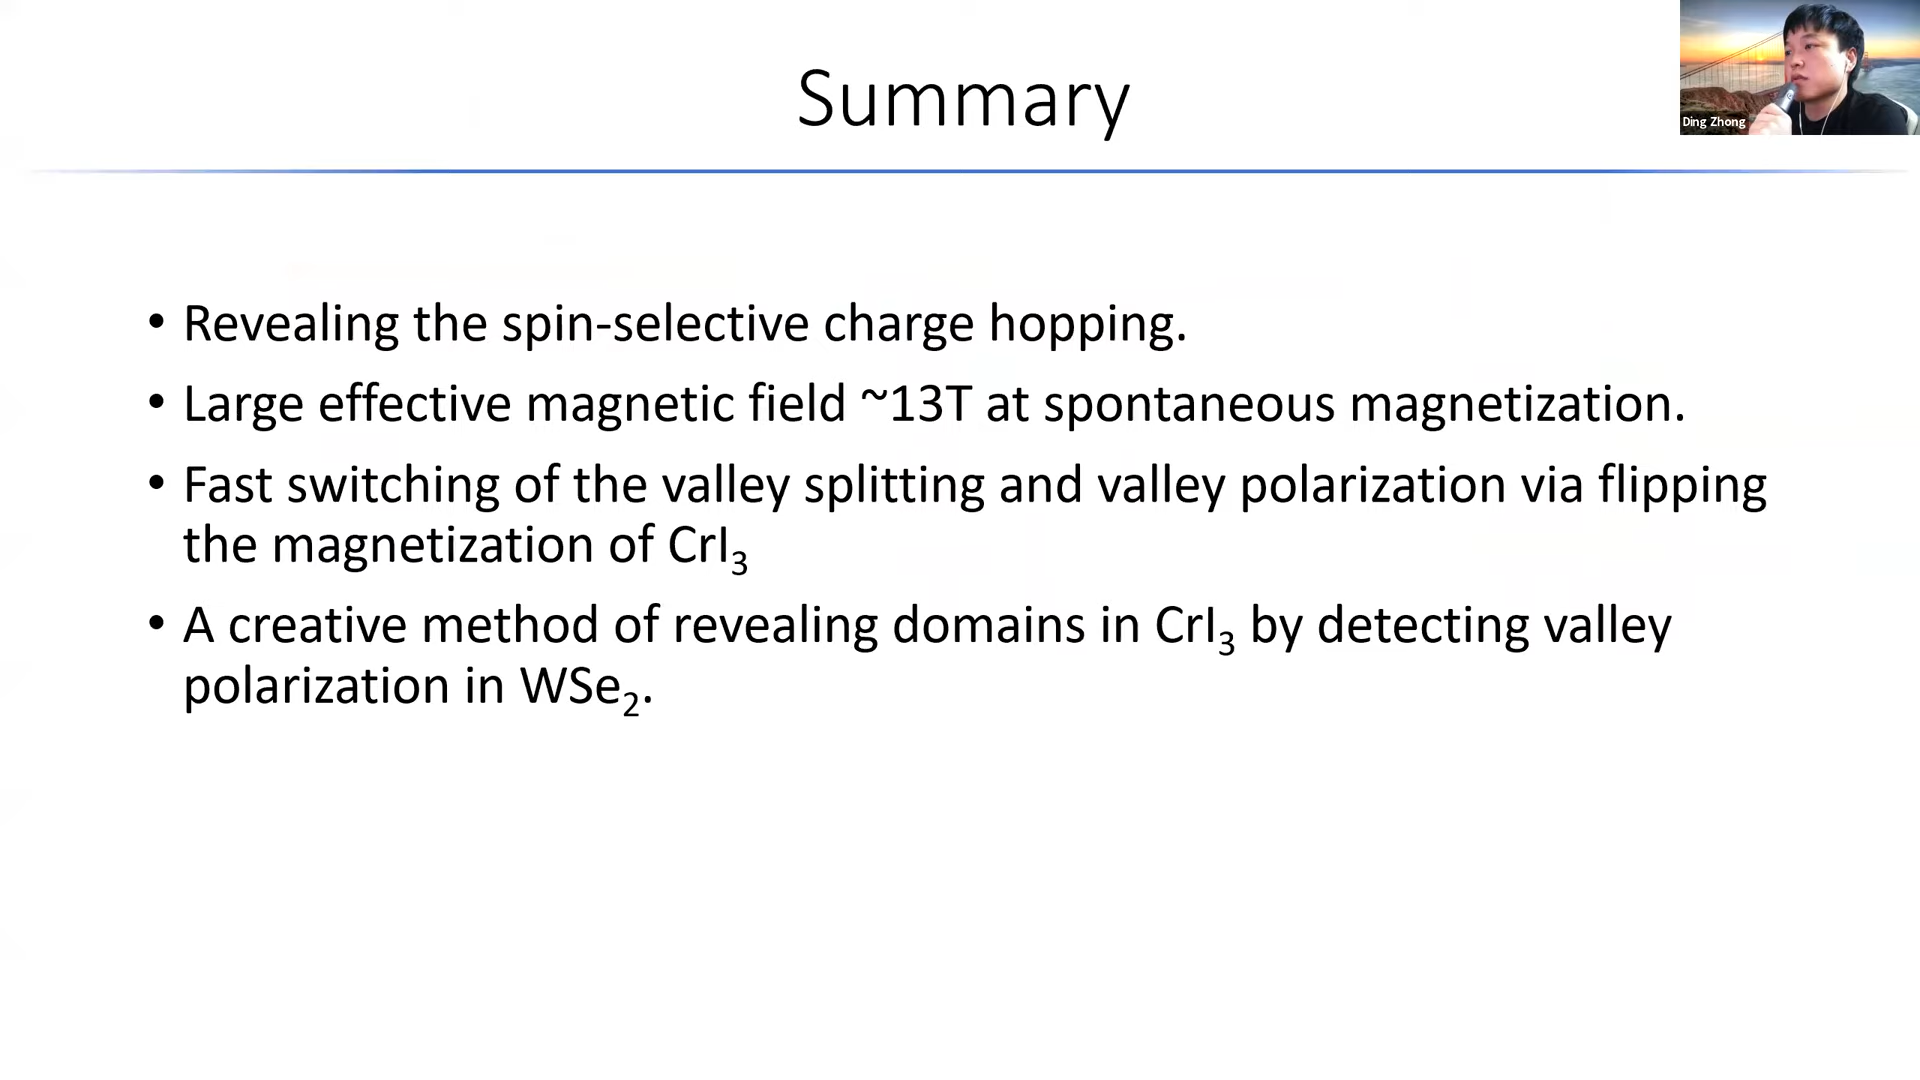 Summary
Ding Zhong
• Revealing the spin-selective charge hopping.
• Large effective magnetic field ~13T at spontaneous magnetization.
• Fast switching of the valley splitting and valley polarization via flipping
the magnetization of CrI₃
• A creative method of revealing domains in CrI₃ by detecting valley
polarization in WSe₂.